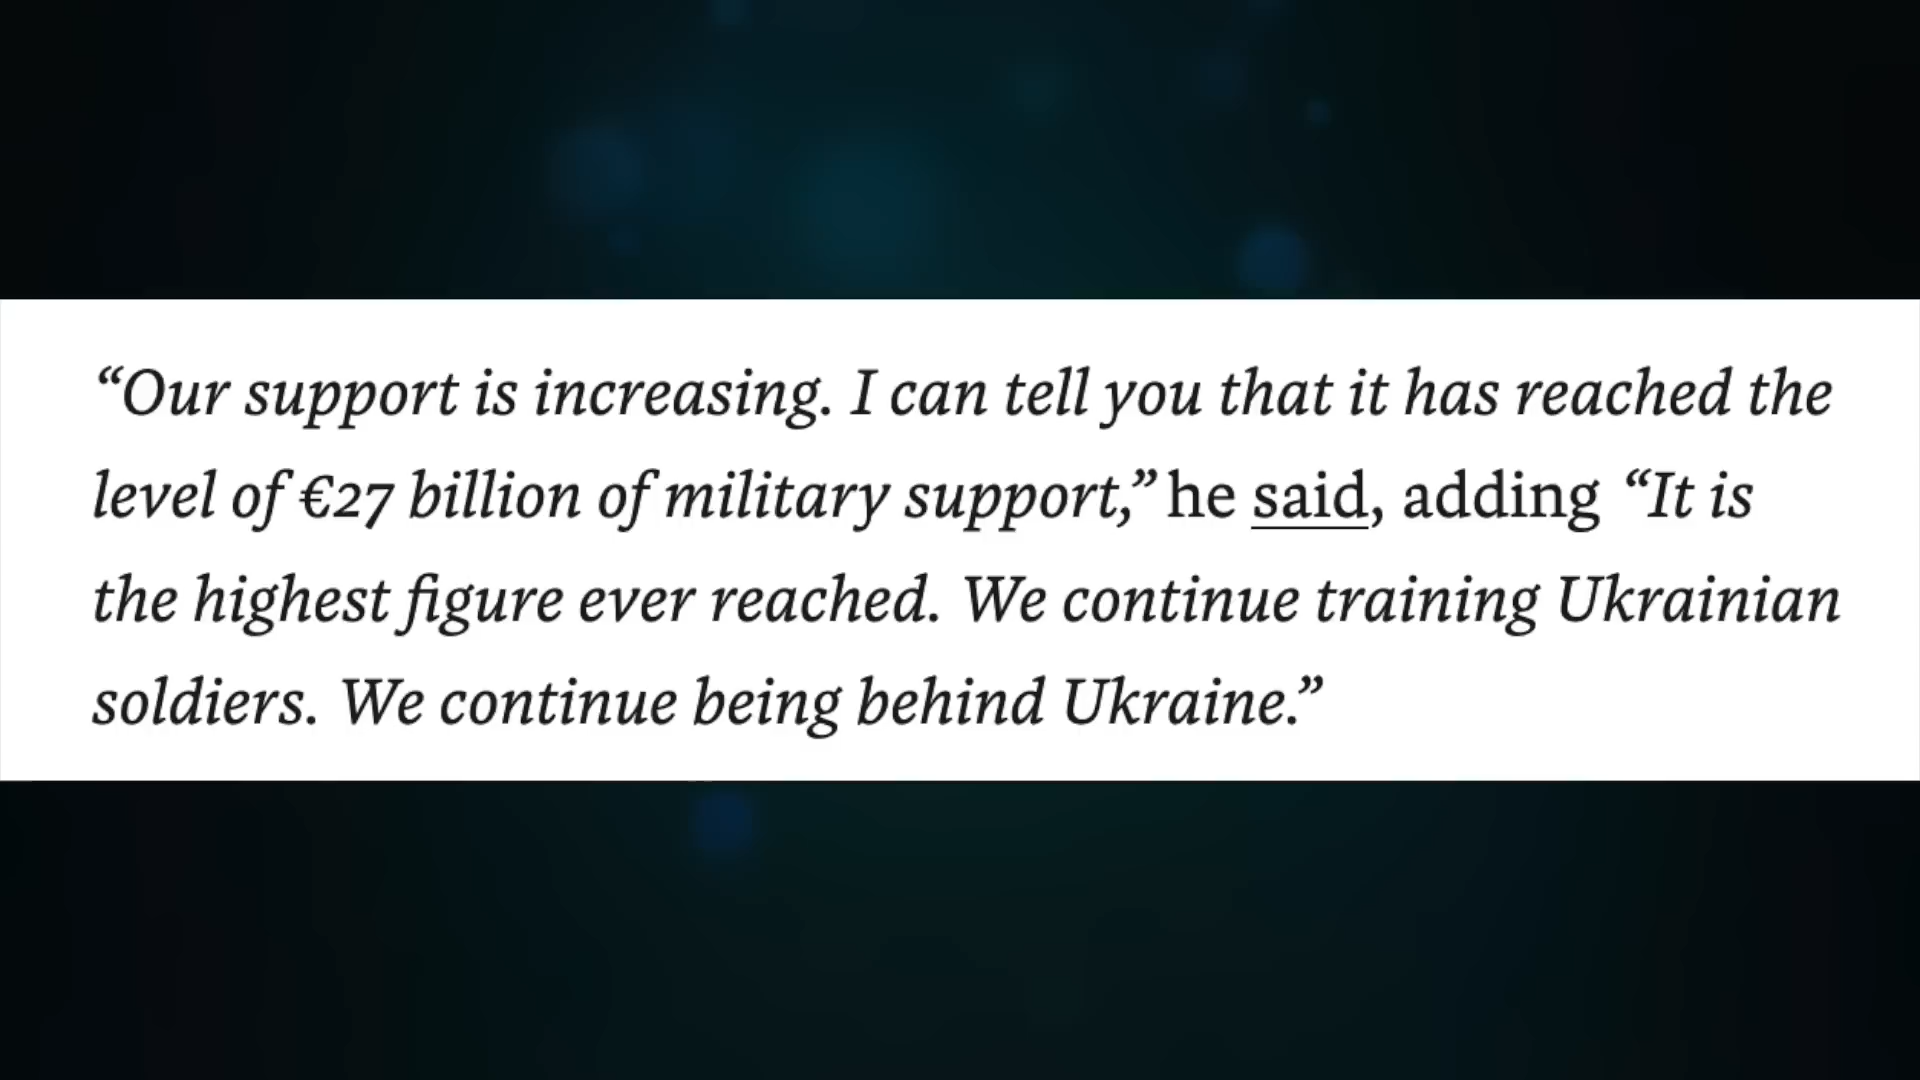 “Our support is increasing. I can tell you that it has reached the
level of €27 billion of military support,” he said, adding “It is
the highest figure ever reached. We continue training Ukrainian
soldiers. We continue being behind Ukraine.”